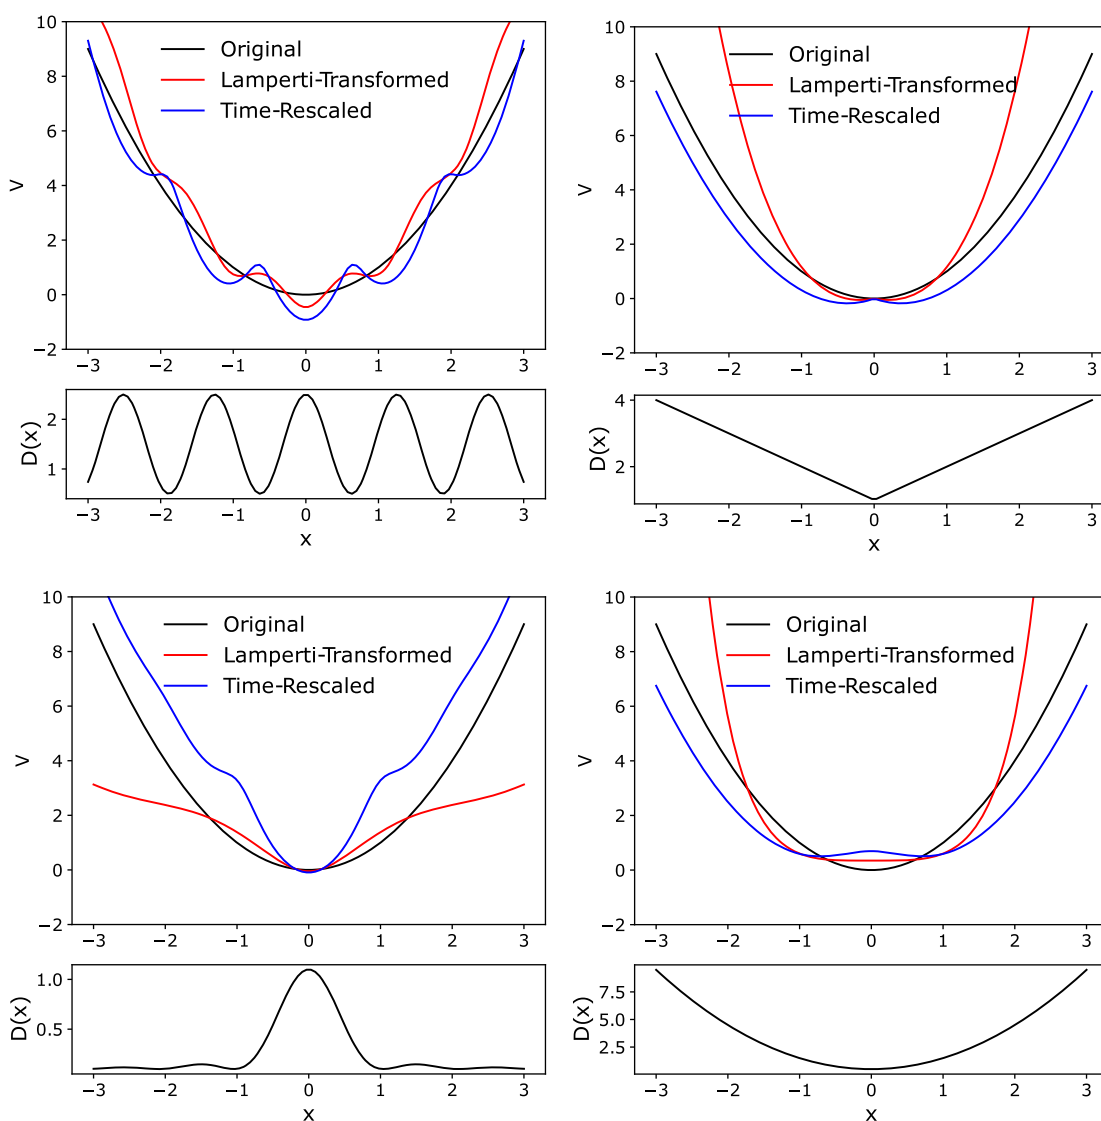 10
8
6
4
2
0
−2
V
Original
Lamperti-Transformed
Time-Rescaled
−3 −2 −1 0 1 2 3
2
1
D(x)
−3 −2 −1 0 1 2 3
x
10
8
6
4
2
0
−2
V
Original
Lamperti-Transformed
Time-Rescaled
−3 −2 −1 0 1 2 3
4
2
D(x)
−3 −2 −1 0 1 2 3
x
10
8
6
4
2
0
−2
V
Original
Lamperti-Transformed
Time-Rescaled
−3 −2 −1 0 1 2 3
1.0
0.5
D(x)
−3 −2 −1 0 1 2 3
x
10
8
6
4
2
0
−2
V
Original
Lamperti-Transformed
Time-Rescaled
−3 −2 −1 0 1 2 3
7.5
5.0
2.5
D(x)
−3 −2 −1 0 1 2 3
x